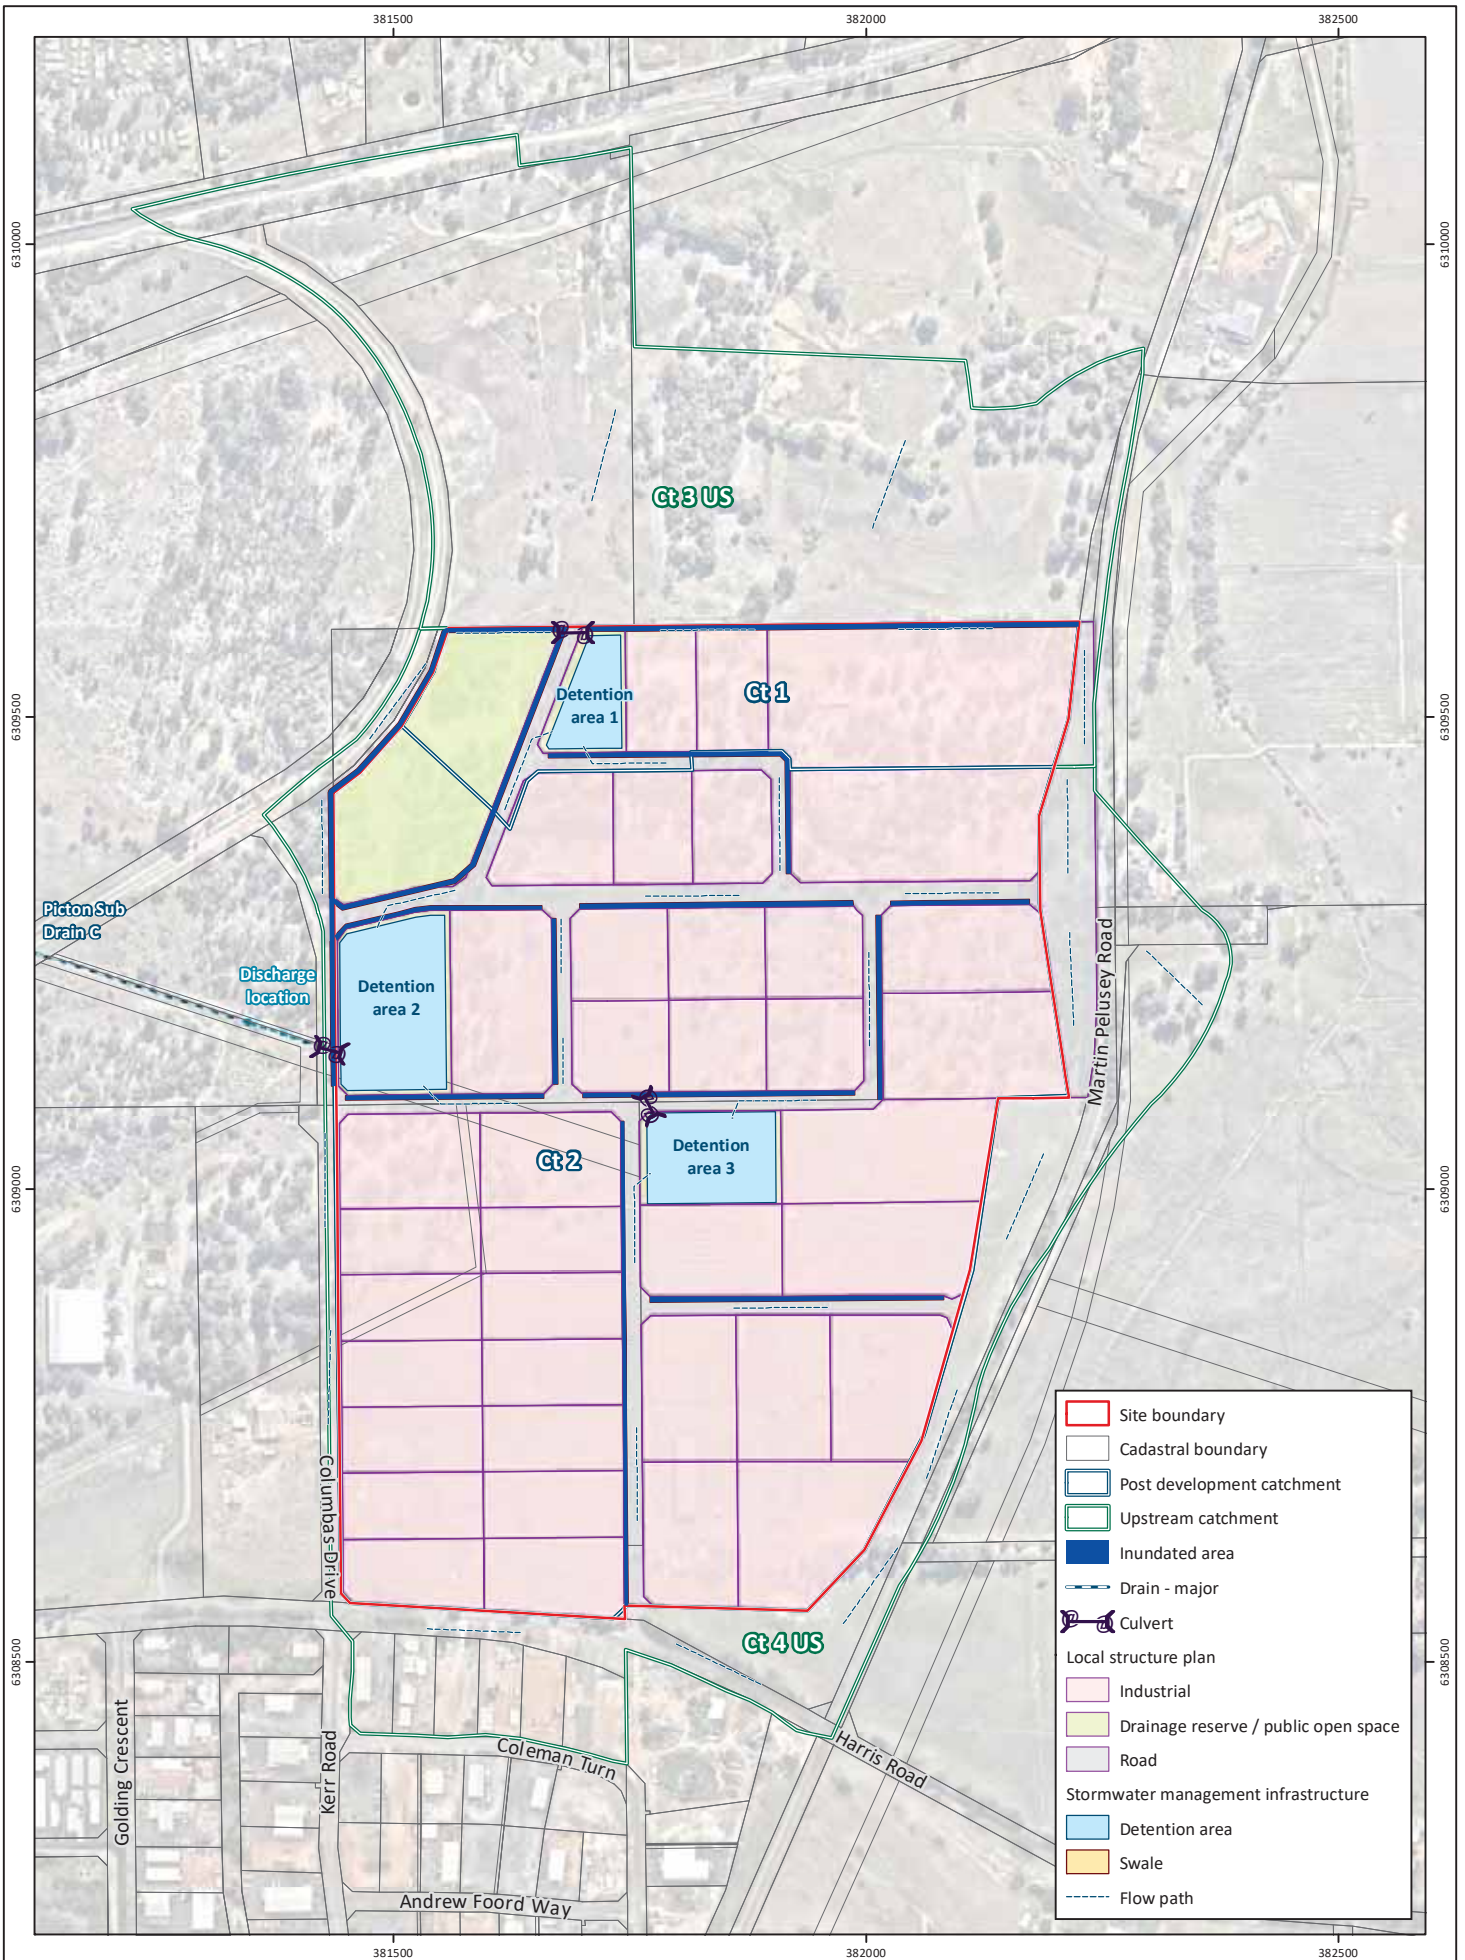 381500
382000
382500
6310000
6310000
Ct 3 US
Detention
area 1
Ct 1
6309500
6309500
Picton Sub
Drain C
Discharge
location
Detention
area 2
Martin Pelusey Road
Detention
area 3
Ct 2
6309000
6309000
Columbas Drive
Ct 4 US
6308500
6308500
Golding Crescent
Kerr Road
Coleman Turn
Harris Road
Andrew Foord Way
Site boundary
Cadastral boundary
Post development catchment
Upstream catchment
Inundated area
Drain - major
Culvert
Local structure plan
Industrial
Drainage reserve / public open space
Road
Stormwater management infrastructure
Detention area
Swale
Flow path
381500
382000
382500